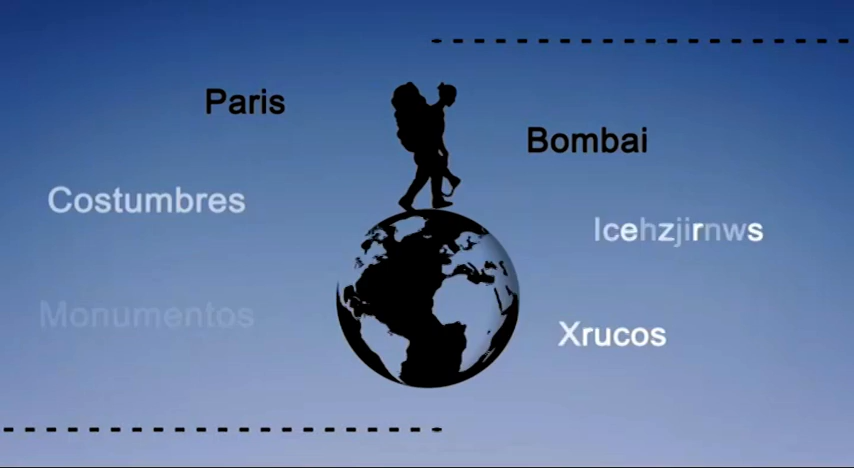 Paris
Bombai
Costumbres
Icehzjirnws
Monumentos
Xrucos